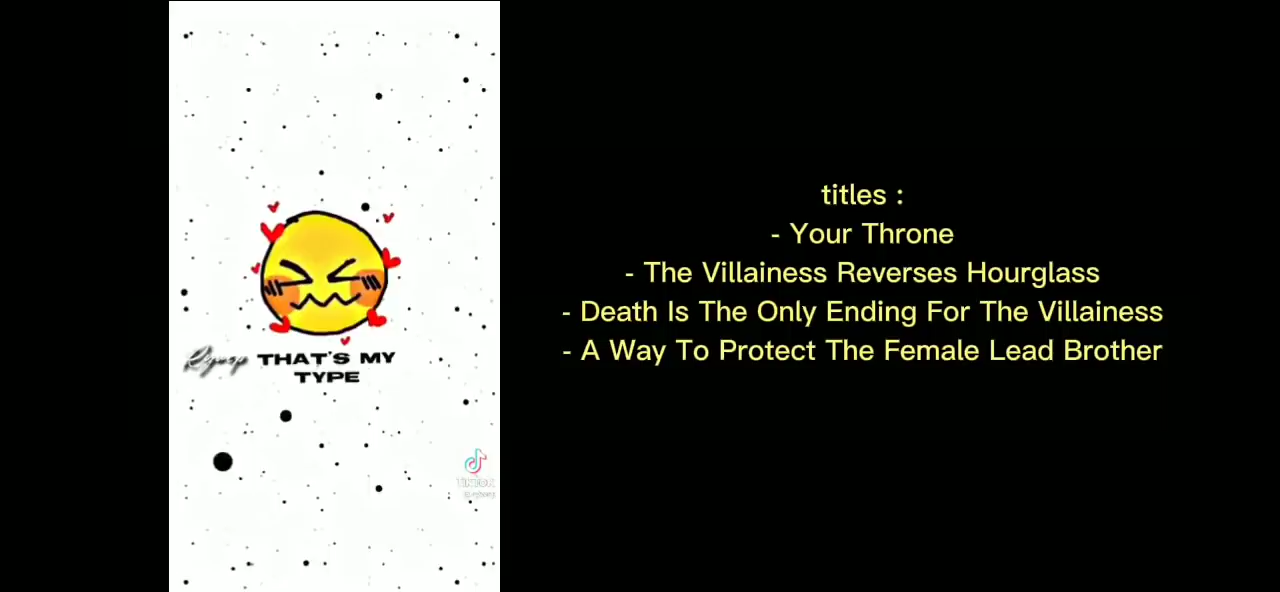 THAT'S MY
TYPE
TikTok
titles :
- Your Throne
- The Villainess Reverses Hourglass
- Death Is The Only Ending For The Villainess
- A Way To Protect The Female Lead Brother